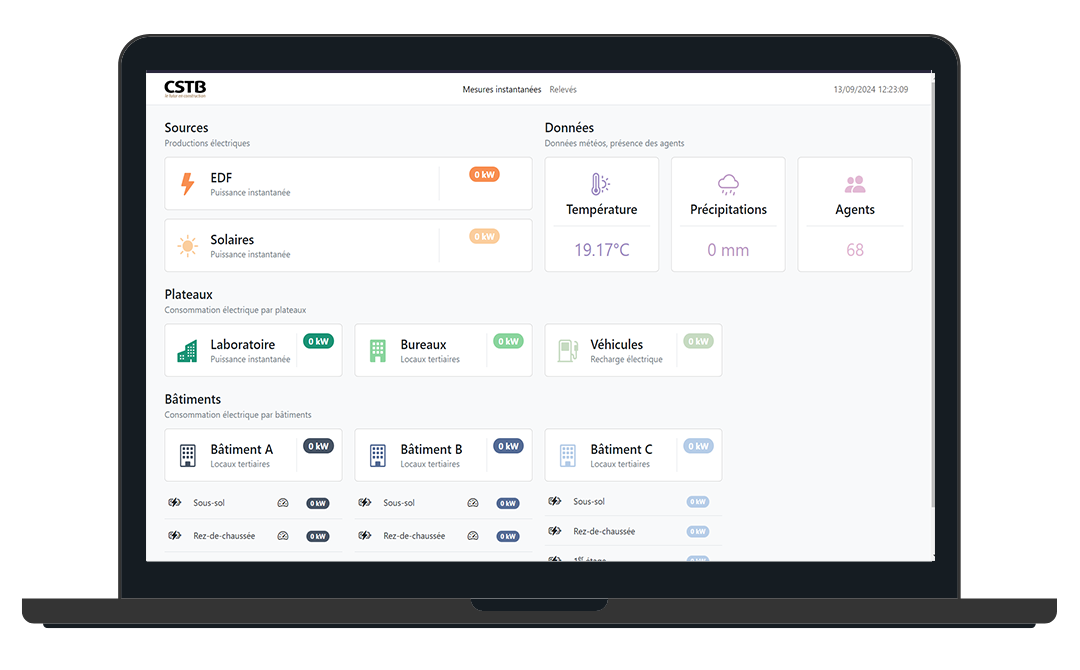 CSTB
le futur en construction
Mesures instantanées
Relevés
13/09/2024 12:23:09
Sources
Productions électriques
EDF
Puissance instantanée
0 kW
Solaires
Puissance instantanée
0 kW
Données
Données météos, présence des agents
Température
19.17°C
Précipitations
0 mm
Agents
68
Plateaux
Consommation électrique par plateaux
Laboratoire
Puissance instantanée
0 kW
Bureaux
Locaux tertiaires
0 kW
Véhicules
Recharge électrique
0 kW
Bâtiments
Consommation électrique par bâtiments
Bâtiment A
Locaux tertiaires
0 kW
Bâtiment B
Locaux tertiaires
0 kW
Bâtiment C
Locaux tertiaires
0 kW
Sous-sol
0 kW
Sous-sol
0 kW
Sous-sol
0 kW
Rez-de-chaussée
0 kW
Rez-de-chaussée
0 kW
Rez-de-chaussée
0 kW
1er étage